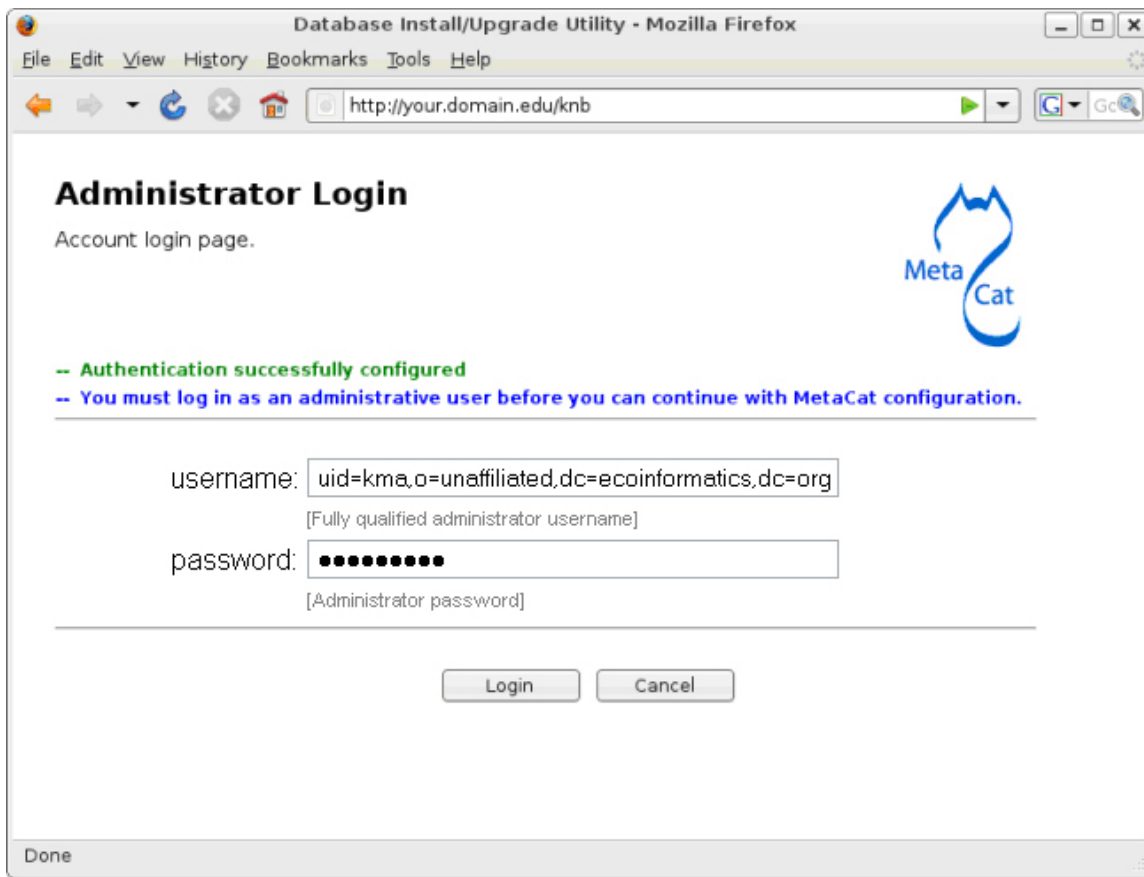 Database Install/Upgrade Utility - Mozilla Firefox
File Edit View History Bookmarks Tools Help
http://your.domain.edu/knb
G
Gc
Administrator Login
Account login page.
Meta
Cat
-- Authentication successfully configured
-- You must log in as an administrative user before you can continue with MetaCat configuration.
username: uid=kma,o=unaffiliated,dc=ecoinformatics,dc=org
[Fully qualified administrator username]
password: ●●●●●●●●●
[Administrator password]
Login Cancel
Done